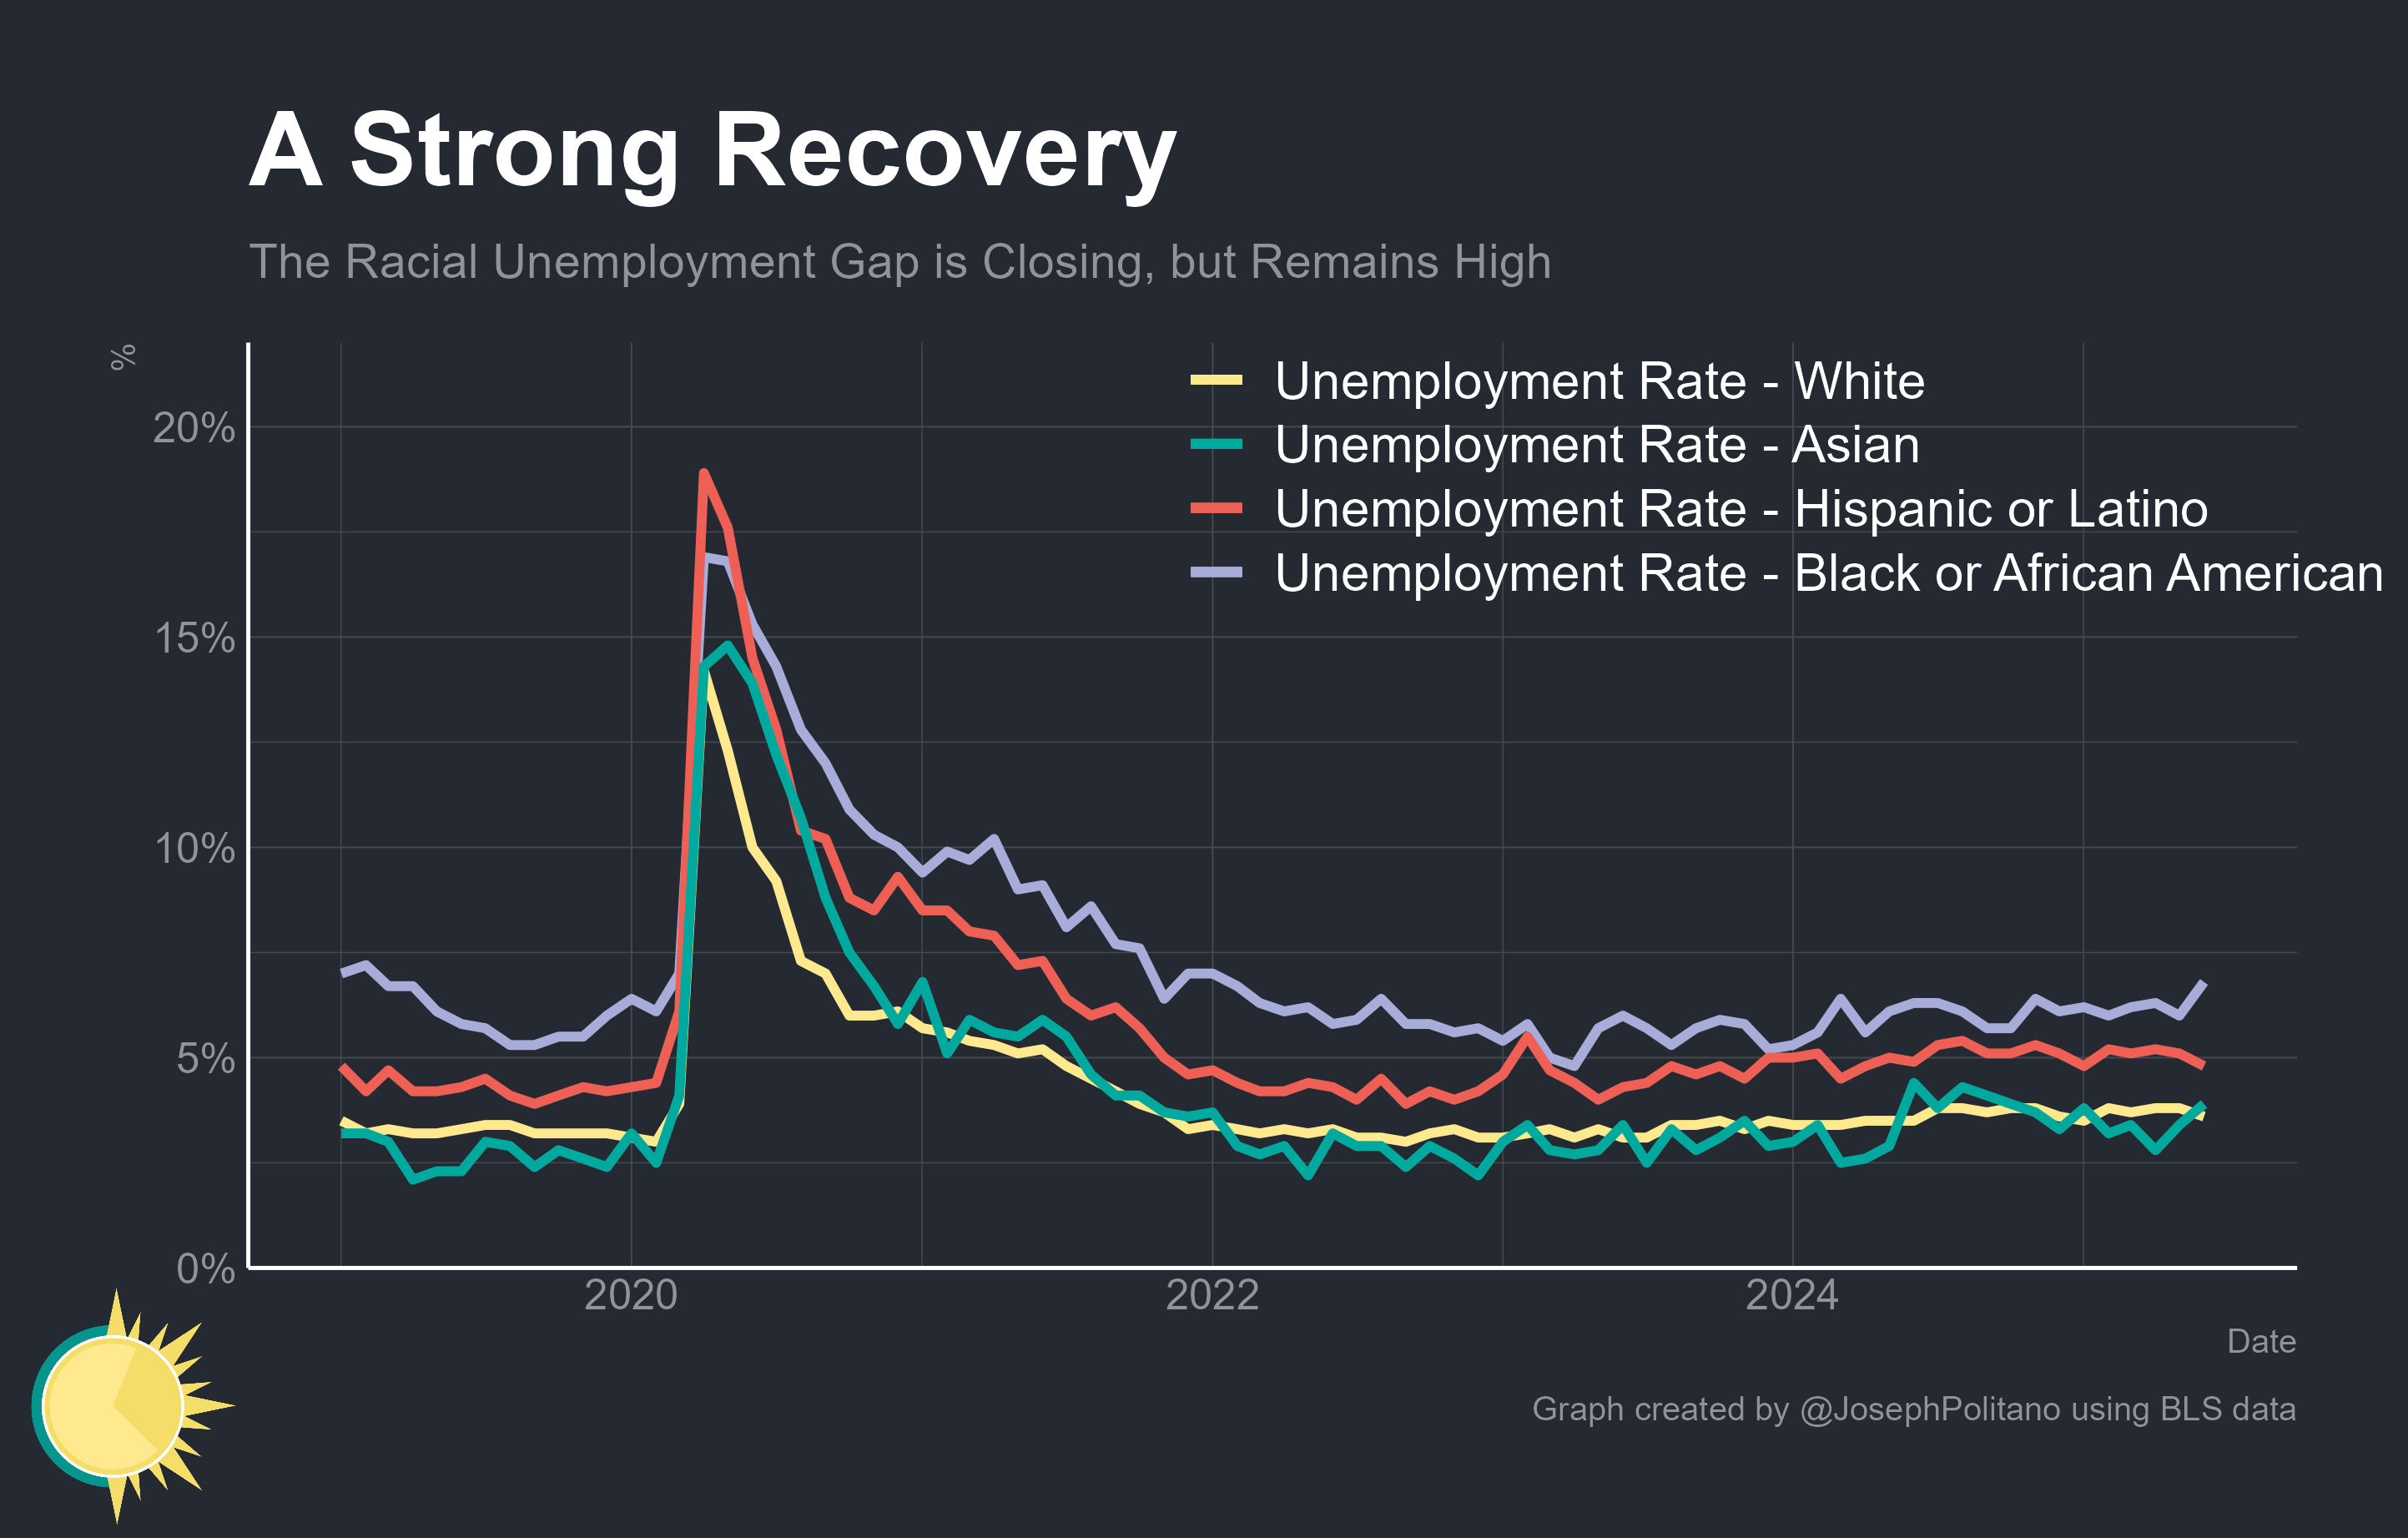 A Strong Recovery
The Racial Unemployment Gap is Closing, but Remains High
%
Unemployment Rate - White
Unemployment Rate - Asian
Unemployment Rate - Hispanic or Latino
Unemployment Rate - Black or African American
20%
15%
10%
5%
0%
2020 2022 2024
Date
Graph created by @JosephPolitano using BLS data